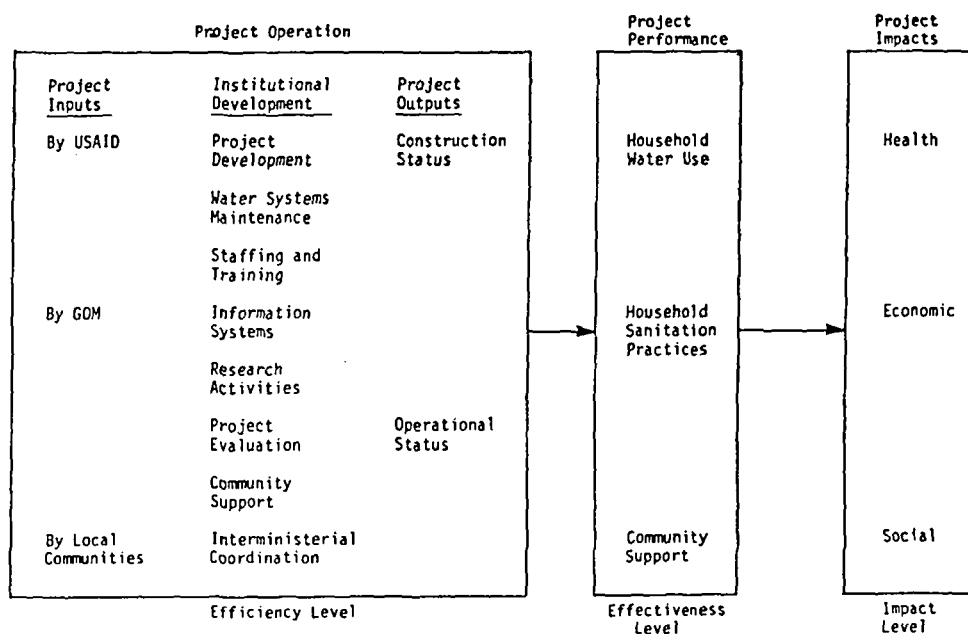 Project Operation
Project
Performance
Project
Impacts
Project
Inputs
Institutional
Development
Project
Outputs
By USAID
Project
Development
Construction
Status
Household
Water Use
Health
Water Systems
Maintenance
Staffing and
Training
By GOM
Information
Systems
Household
Sanitation
Practices
Economic
Research
Activities
Project
Evaluation
Operational
Status
Community
Support
By Local
Communities
Interministerial
Coordination
Community
Support
Social
Efficiency Level
Effectiveness
Level
Impact
Level